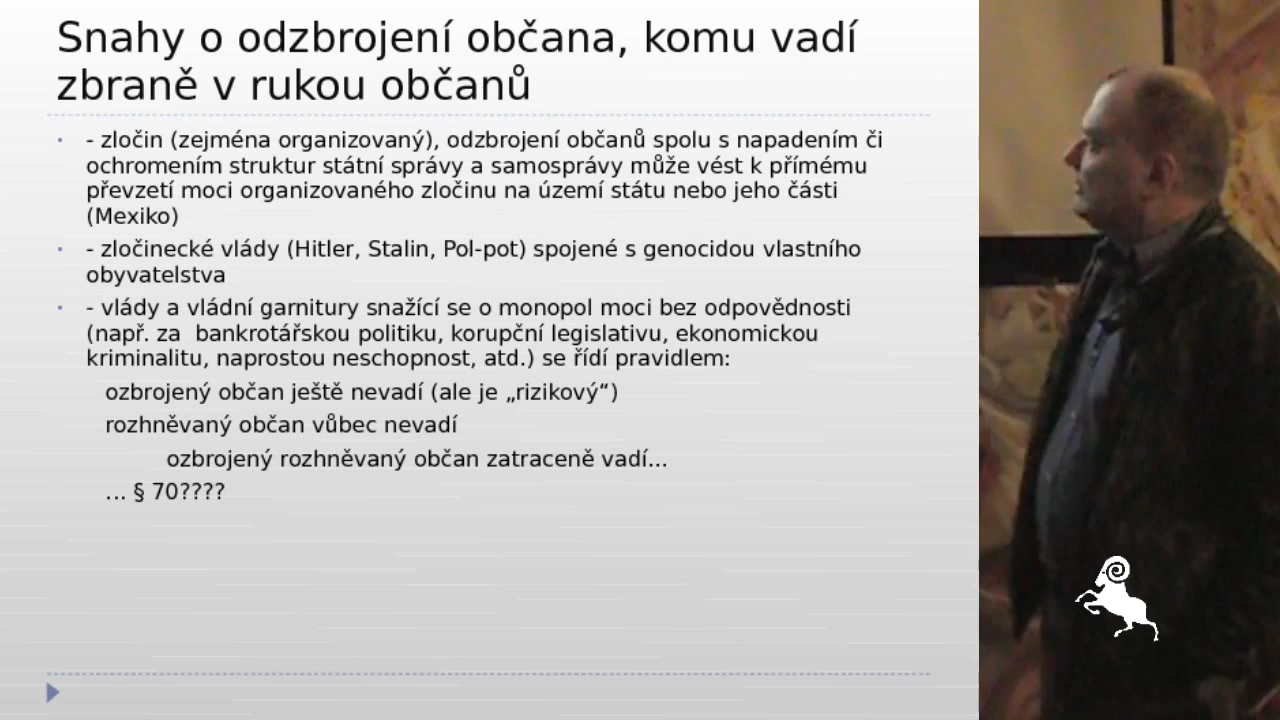 Snahy o odzbrojení občana, komu vadí
zbraně v rukou občanů
- zločin (zejména organizovaný), odzbrojení občanů spolu s napadením či
ochromením struktur státní správy a samosprávy může vést k přímému
převzetí moci organizovaného zločinu na území státu nebo jeho části
(Mexiko)
- zločinecké vlády (Hitler, Stalin, Pol-pot) spojené s genocidou vlastního
obyvatelstva
- vlády a vládní garnitury snažící se o monopol moci bez odpovědnosti
(např. za  bankrotářskou politiku, korupční legislativu, ekonomickou
kriminalitu, naprostou neschopnost, atd.) se řídí pravidlem:
ozbrojený občan ještě nevadí (ale je „rizikový“)
rozhněvaný občan vůbec nevadí
ozbrojený rozhněvaný občan zatraceně vadí...
... § 70????